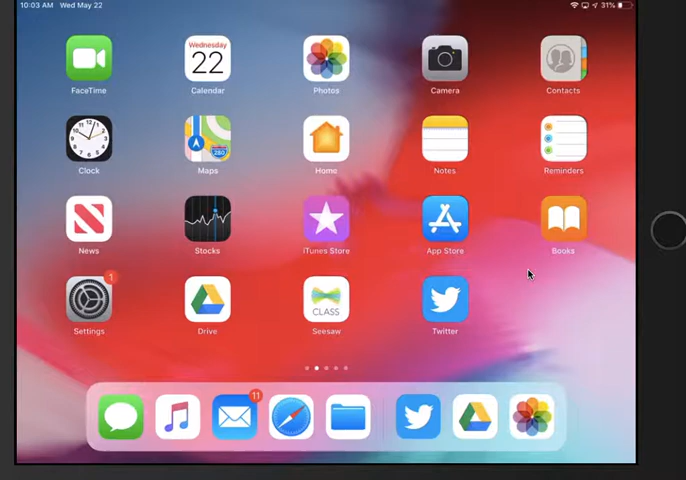 10:03 AM Wed May 22 31%
Wednesday
22
FaceTime Calendar Photos Camera Contacts
280
Clock Maps Home Notes Reminders
News Stocks iTunes Store App Store Books
1
CLASS
Settings Drive Seesaw Twitter
11